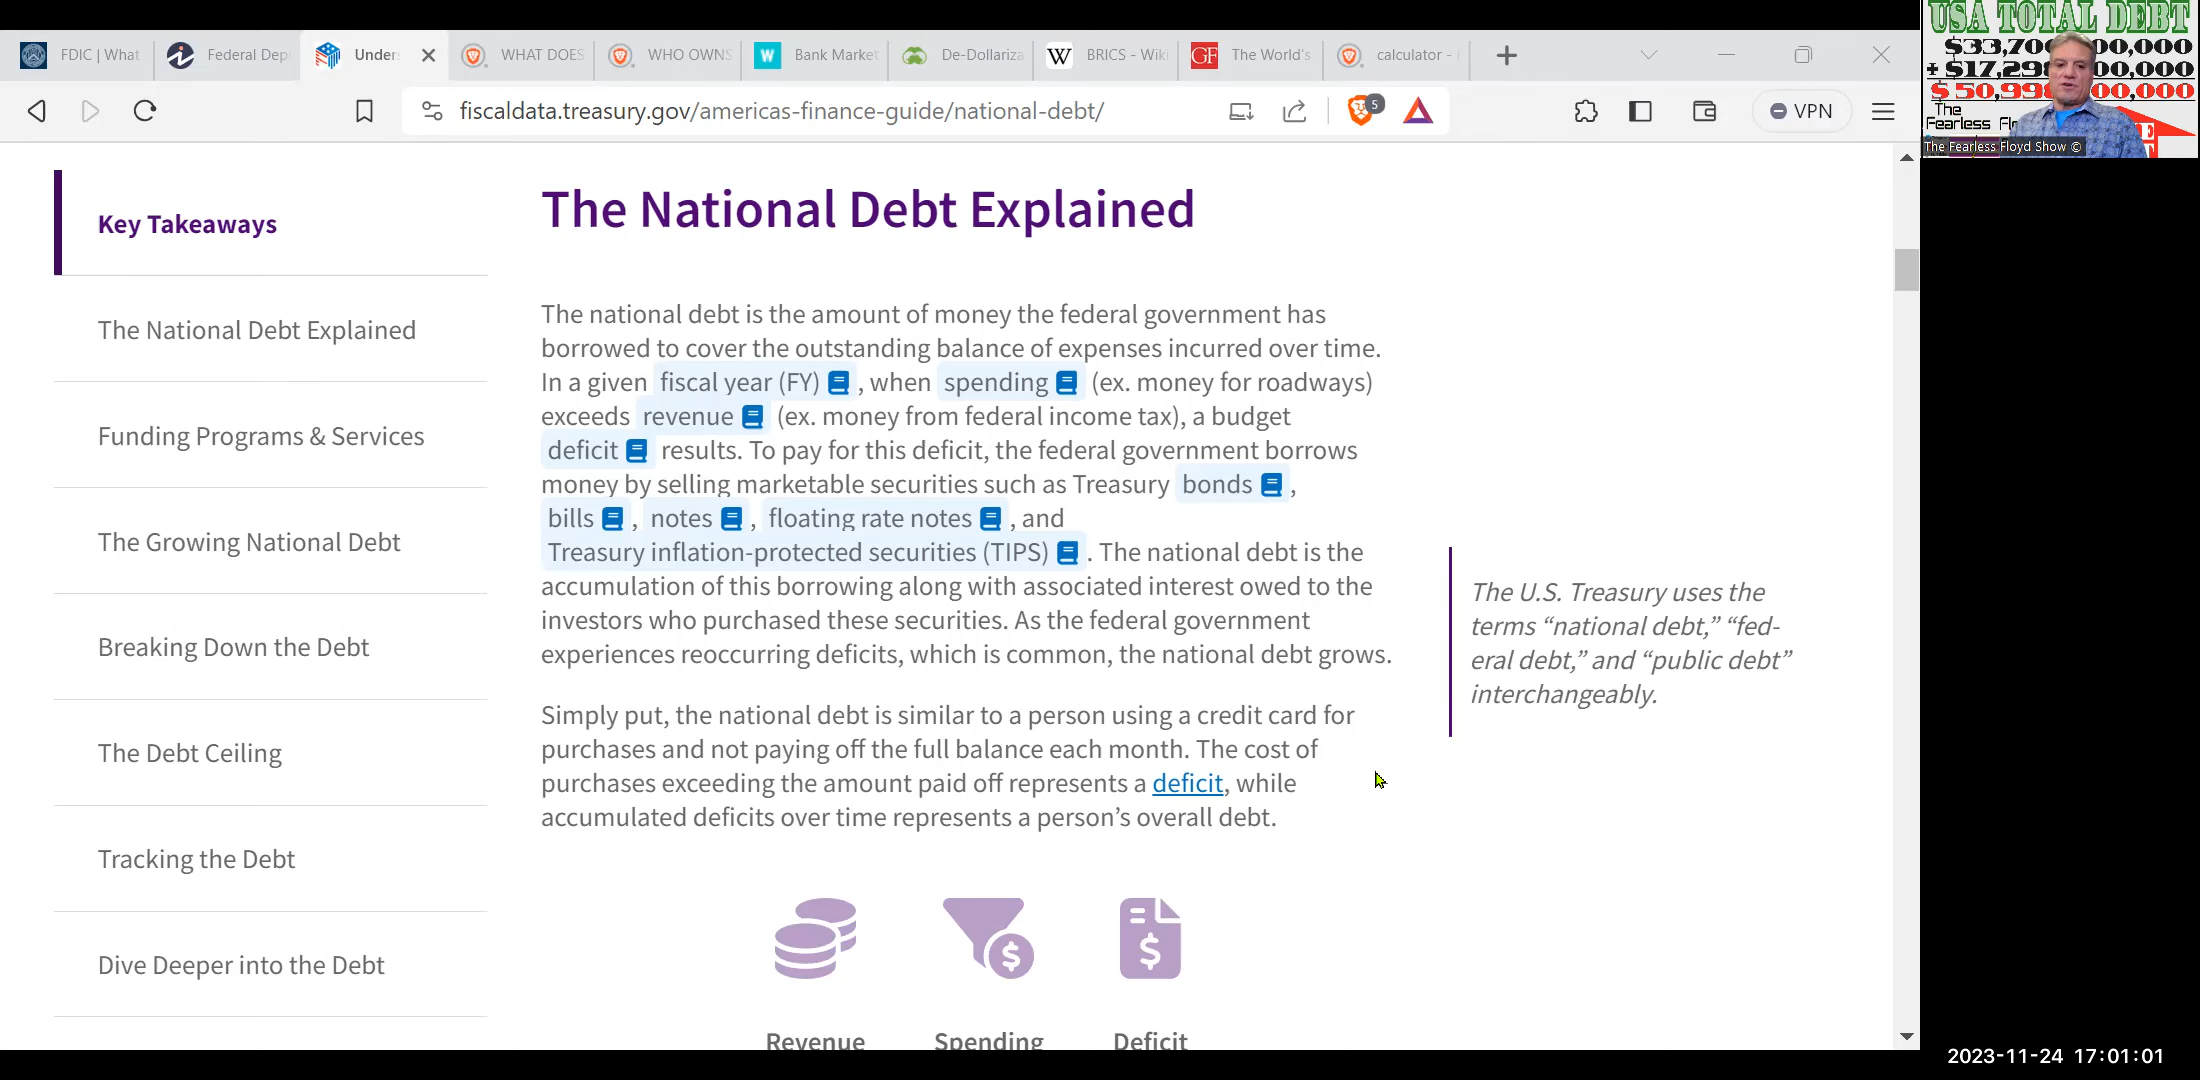 FDIC | What
Federal Dep
Under
WHAT DOES
WHO OWNS
Bank Market
De-Dollariza
BRICS - Wiki
The World's
calculator -
fiscaldata.treasury.gov/americas-finance-guide/national-debt/
5
VPN
USA TOTAL DEBT
The
Fearless
The Fearless Floyd Show ©
Key Takeaways
The National Debt Explained
Funding Programs & Services
The Growing National Debt
Breaking Down the Debt
The Debt Ceiling
Tracking the Debt
Dive Deeper into the Debt
The National Debt Explained
The national debt is the amount of money the federal government has
borrowed to cover the outstanding balance of expenses incurred over time.
In a given fiscal year (FY) , when spending (ex. money for roadways)
exceeds revenue (ex. money from federal income tax), a budget
deficit results. To pay for this deficit, the federal government borrows
money by selling marketable securities such as Treasury bonds ,
bills , notes , floating rate notes , and
Treasury inflation-protected securities (TIPS) . The national debt is the
accumulation of this borrowing along with associated interest owed to the
investors who purchased these securities. As the federal government
experiences reoccurring deficits, which is common, the national debt grows.
Simply put, the national debt is similar to a person using a credit card for
purchases and not paying off the full balance each month. The cost of
purchases exceeding the amount paid off represents a deficit, while
accumulated deficits over time represents a person's overall debt.
The U.S. Treasury uses the
terms “national debt,” “fed-
eral debt,” and “public debt”
interchangeably.
Revenue
Spending
Deficit
2023-11-24 17:01:01